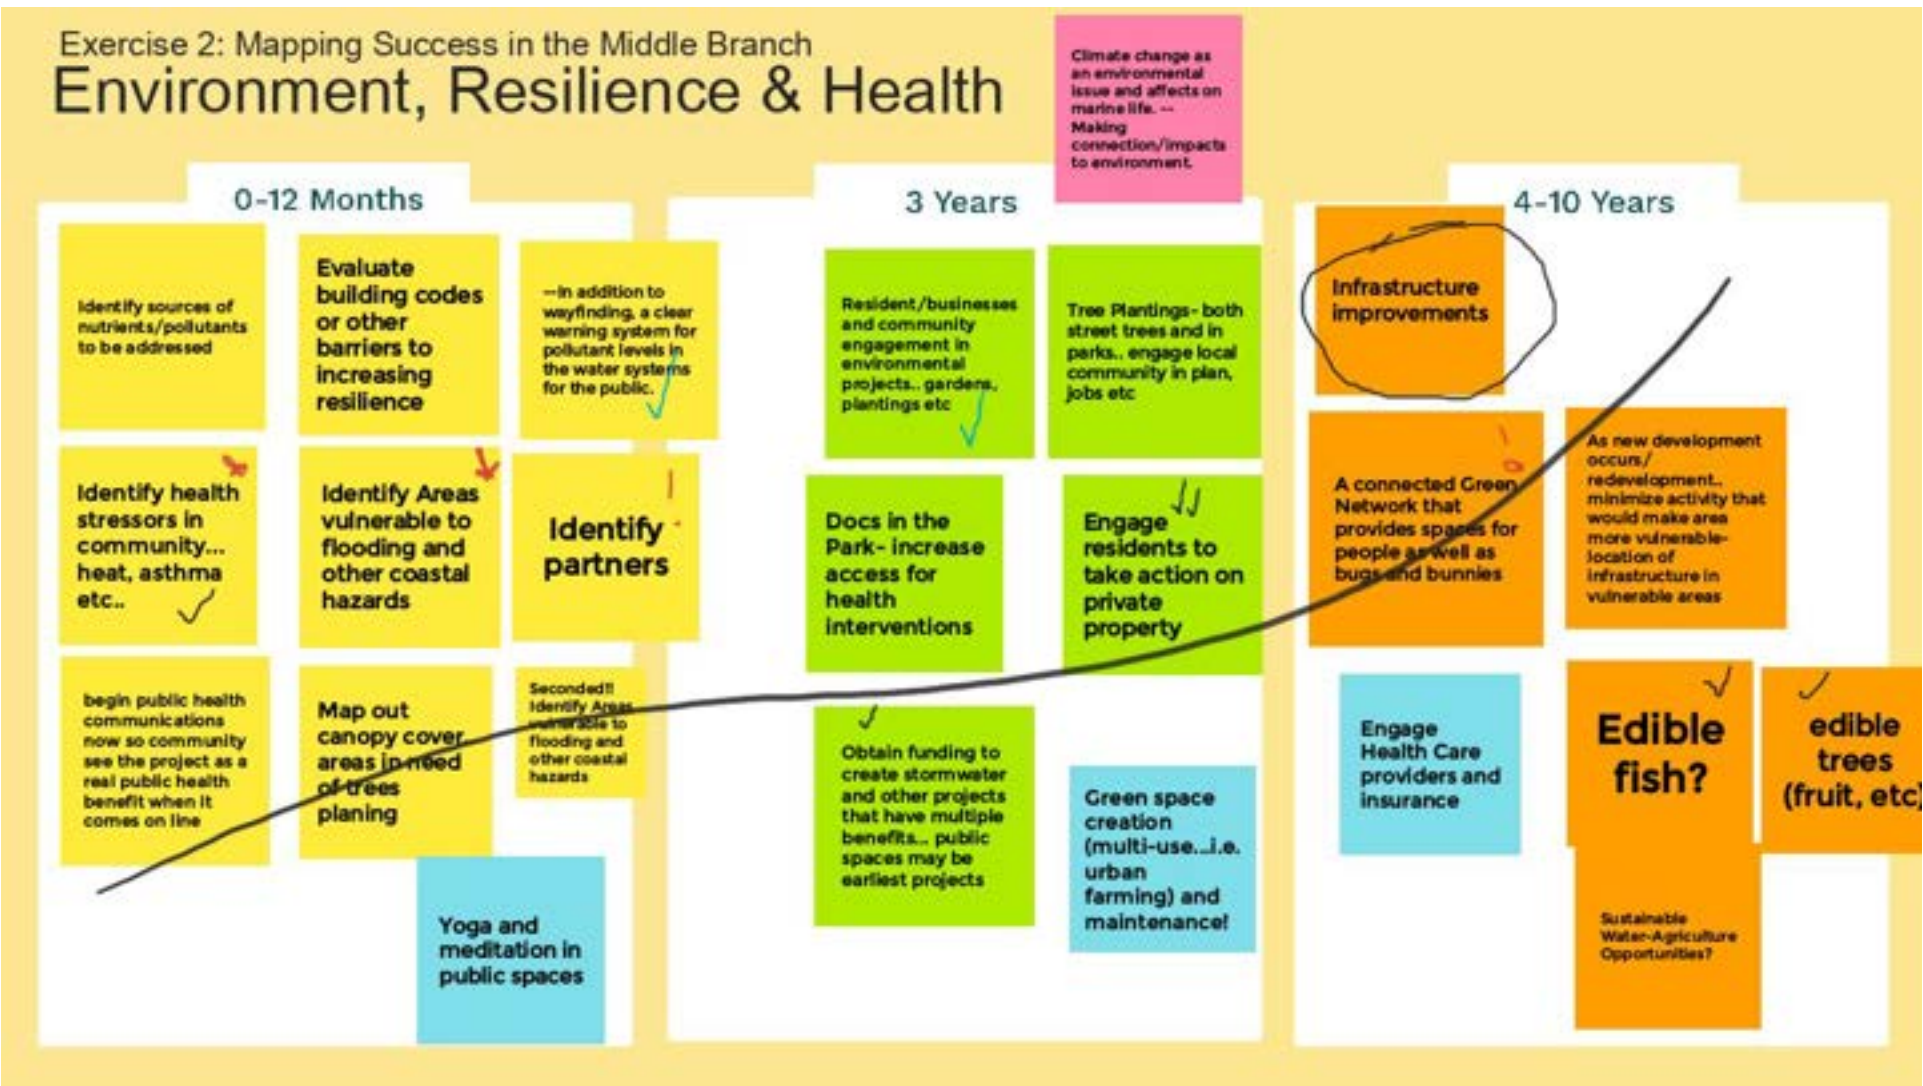 Exercise 2: Mapping Success in the Middle Branch
Environment, Resilience & Health
Climate change as
an environmental
issue and affects on
marine life. --
Making
connection/impacts
to environment.
0-12 Months
Identify sources of
nutrients/pollutants
to be addressed
Evaluate
building codes
or other
barriers to
increasing
resilience
--In addition to
wayfinding, a clear
warning system for
pollutant levels in
the water systems
for the public.
Identify health
stressors in
community...
heat, asthma
etc..
Identify Areas
vulnerable to
flooding and
other coastal
hazards
Identify
partners
begin public health
communications
now so community
see the project as a
real public health
benefit when it
comes on line
Map out
canopy cover
areas in need
of trees
planing
Seconded!!
Identify Areas
vulnerable to
flooding and
other coastal
hazards
Yoga and
meditation in
public spaces
3 Years
Resident/businesses
and community
engagement in
environmental
projects.. gardens,
plantings etc
Tree Plantings- both
street trees and in
parks.. engage local
community in plan,
jobs etc
Docs in the
Park- increase
access for
health
interventions
Engage
residents to
take action on
private
property
Obtain funding to
create stormwater
and other projects
that have multiple
benefits... public
spaces may be
earliest projects
Green space
creation
(multi-use...i.e.
urban
farming) and
maintenance!
4-10 Years
Infrastructure
improvements
A connected Green
Network that
provides spaces for
people as well as
bugs and bunnies
As new development
occurs/
redevelopment..
minimize activity that
would make area
more vulnerable-
location of
infrastructure in
vulnerable areas
Engage
Health Care
providers and
insurance
Edible
fish?
edible
trees
(fruit, etc)
Sustainable
Water-Agriculture
Opportunities?